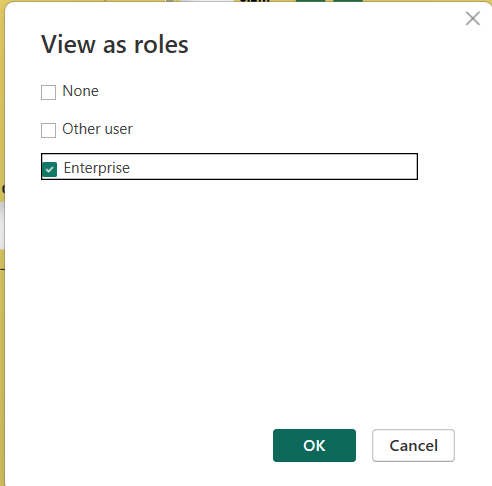 View as roles
None
Other user
Enterprise
OK
Cancel